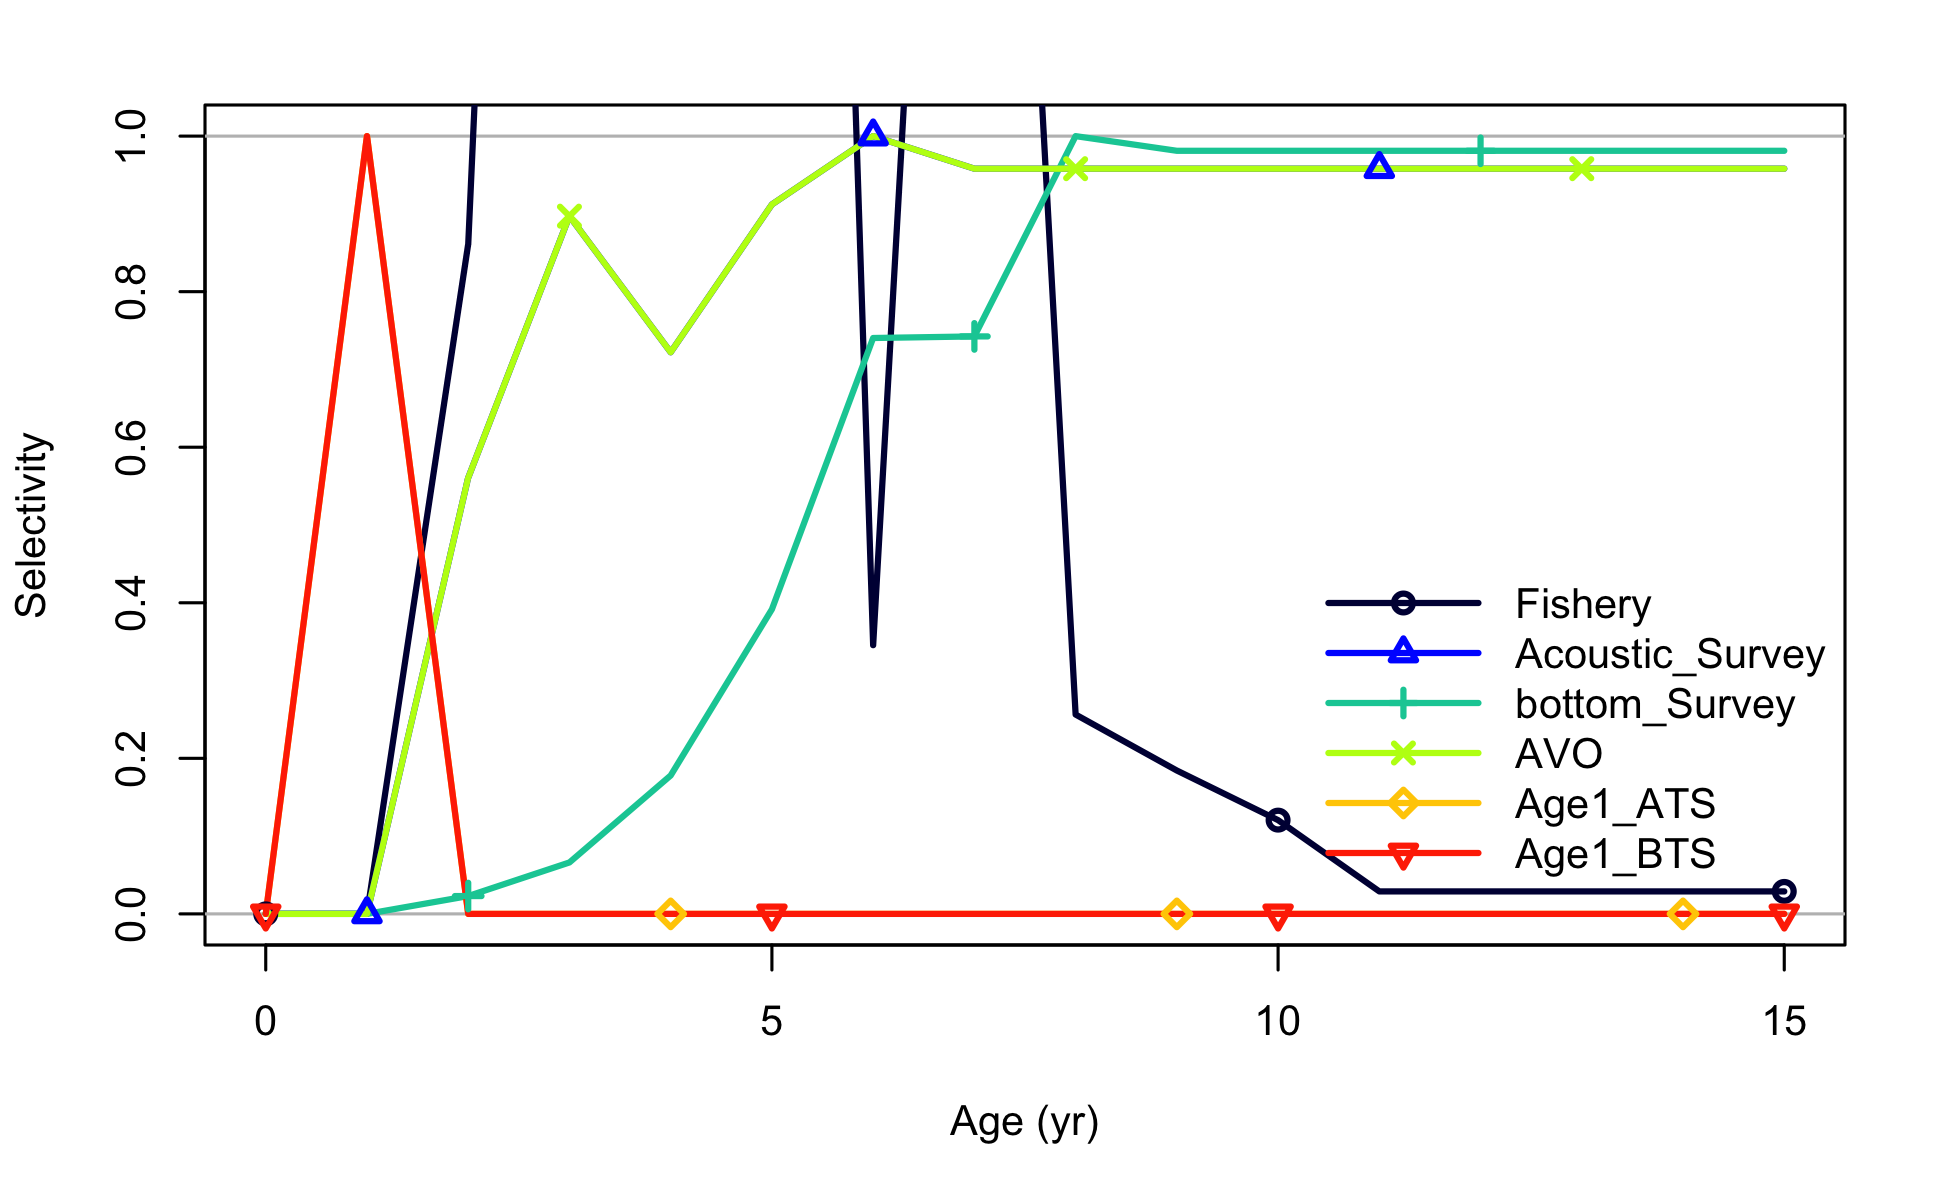 1.0
0.8
0.6
0.4
0.2
0.0
Selectivity
Fishery
Acoustic_Survey
bottom_Survey
AVO
Age1_ATS
Age1_BTS
0 5 10 15
Age (yr)